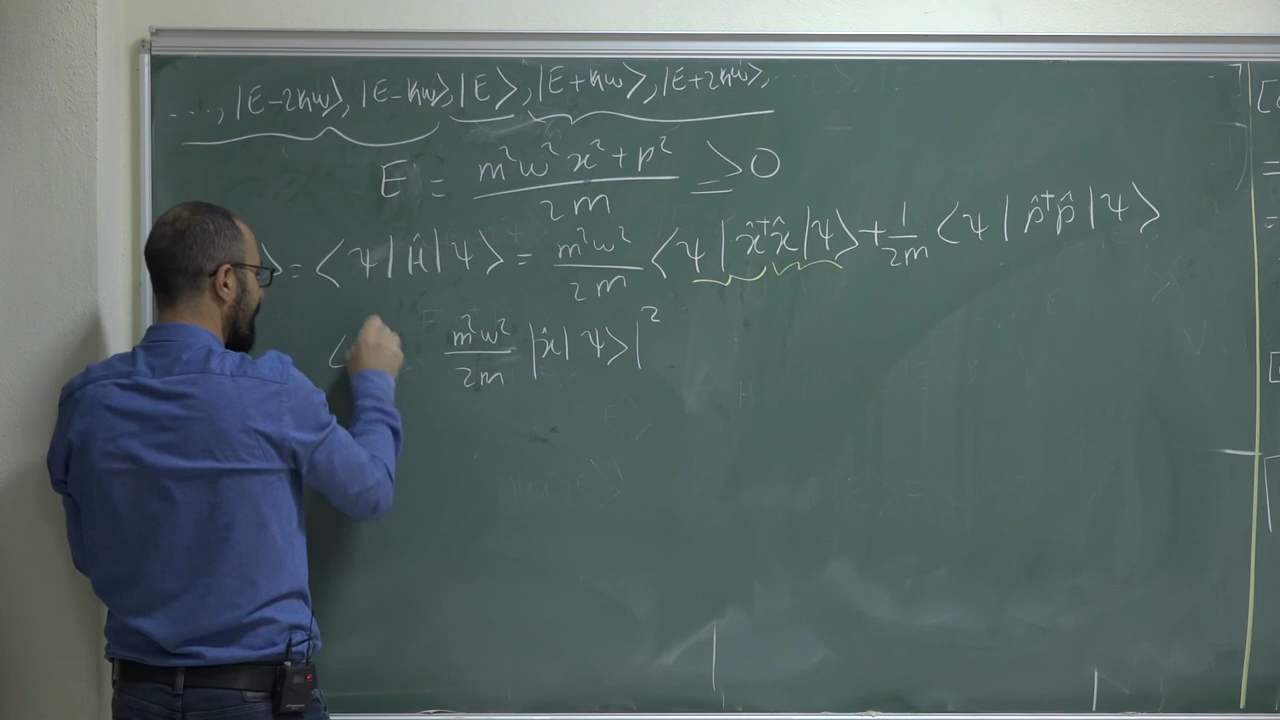 ..., |E-2ħω⟩, |E-ħω⟩, |E⟩, |E+ħω⟩, |E+2ħω⟩,
E = (m²ω²x² + p²)/2m ≥ 0
⟩ = ⟨ψ|Ĥ|ψ⟩ = m²ω²/2m ⟨ψ|x̂†x̂|ψ⟩ + 1/2m ⟨ψ|p̂†p̂|ψ⟩
⟨ m²ω²/2m |x̂|ψ⟩|²